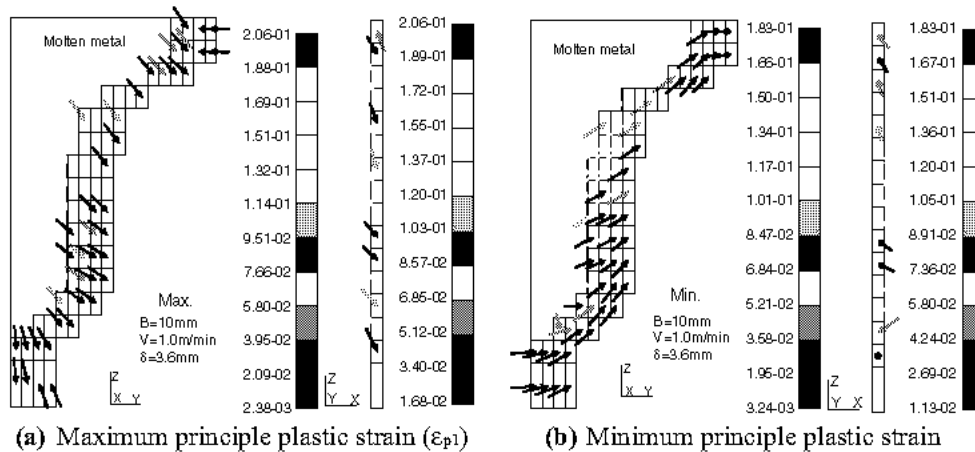 Molten metal
2.06-01
1.88-01
1.69-01
1.51-01
1.32-01
1.14-01
9.51-02
7.66-02
5.80-02
3.95-02
2.09-02
2.38-03
2.06-01
1.89-01
1.72-01
1.55-01
1.37-01
1.20-01
1.03-01
8.57-02
6.85-02
5.12-02
3.40-02
1.68-02
Max.
B=10mm
V=1.0m/min
δ=3.6mm
Z
X Y
Z
Y X
(a) Maximum principle plastic strain (εp1)
Molten metal
1.83-01
1.66-01
1.50-01
1.34-01
1.17-01
1.01-01
8.47-02
6.84-02
5.21-02
3.58-02
1.95-02
3.24-03
1.83-01
1.67-01
1.51-01
1.36-01
1.20-01
1.05-01
8.91-02
7.36-02
5.80-02
4.24-02
2.69-02
1.13-02
Min.
B=10mm
V=1.0m/min
δ=3.6mm
Z
X Y
Z
Y X
(b) Minimum principle plastic strain